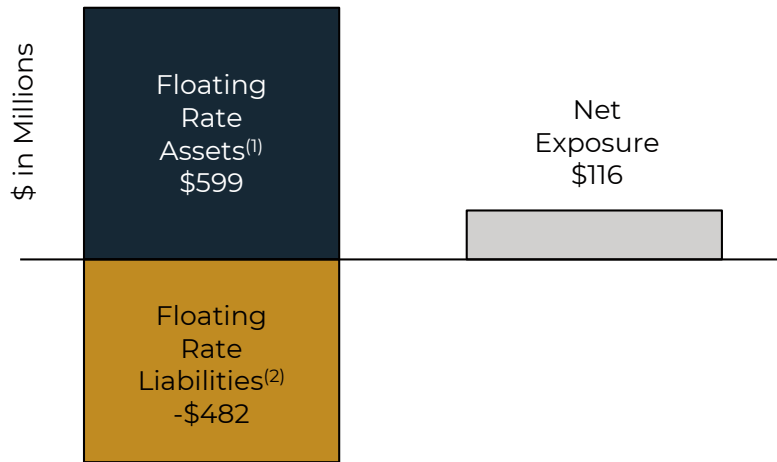 $ in Millions
Floating
Rate
Assets(1)
$599
Net
Exposure
$116
Floating
Rate
Liabilities(2)
-$482